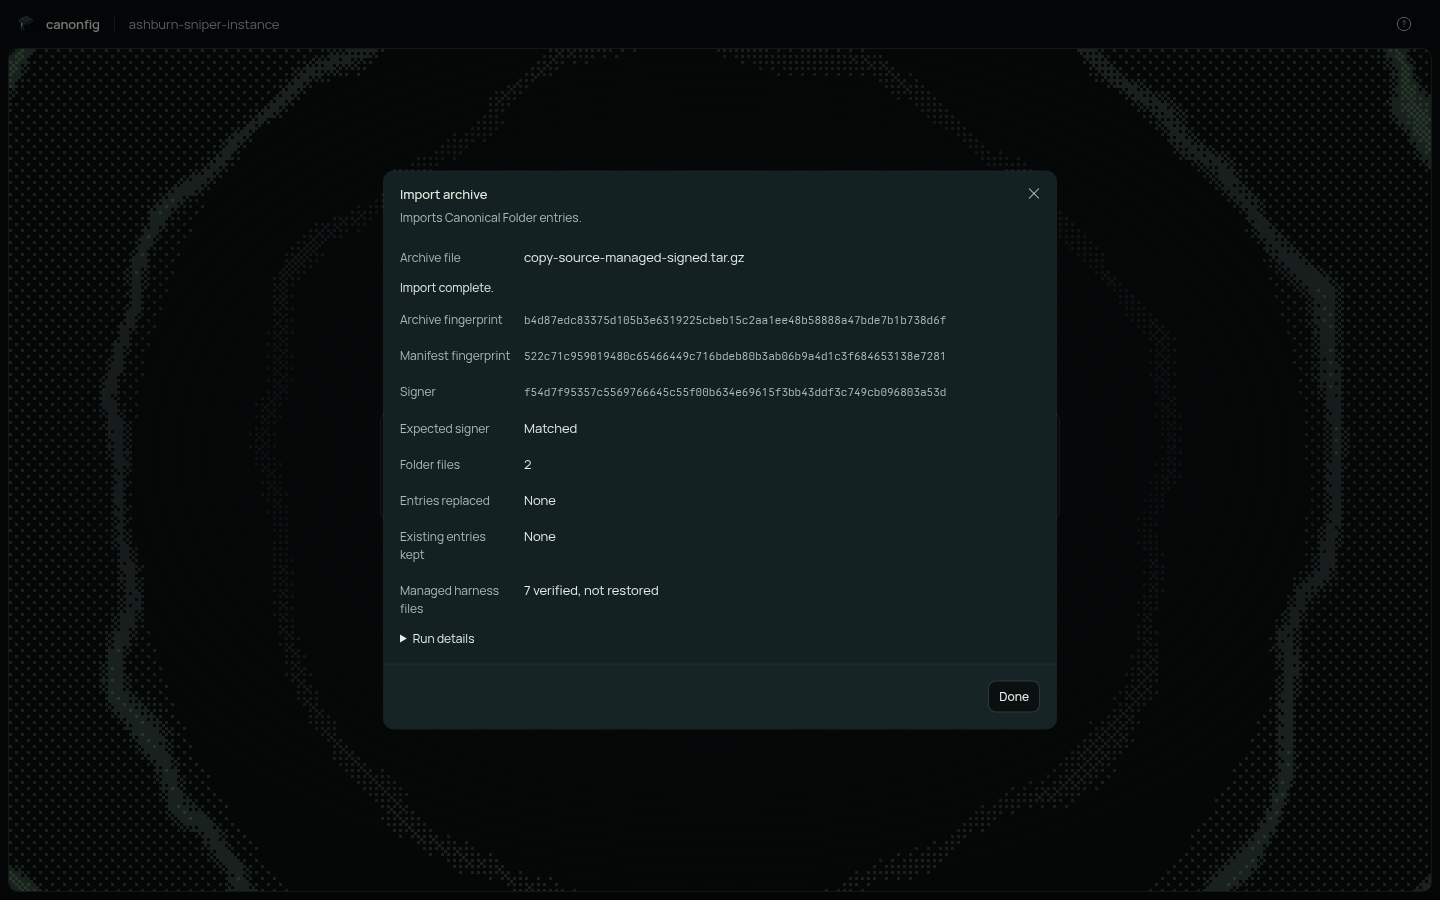 canonfig
ashburn-sniper-instance
?
Import archive
Imports Canonical Folder entries.
Archive file copy-source-managed-signed.tar.gz
Import complete.
Archive fingerprint b4d87edc83375d105b3e6319225cbeb15c2aa1ee48b58888a47bde7b1b738d6f
Manifest fingerprint 522c71c959019480c65466449c716bdeb80b3ab06b9a4d1c3f684653138e7281
Signer f54d7f95357c5569766645c55f00b634e69615f3bb43ddf3c749cb096803a53d
Expected signer Matched
Folder files 2
Entries replaced None
Existing entries None
kept
Managed harness 7 verified, not restored
files
Run details
Done